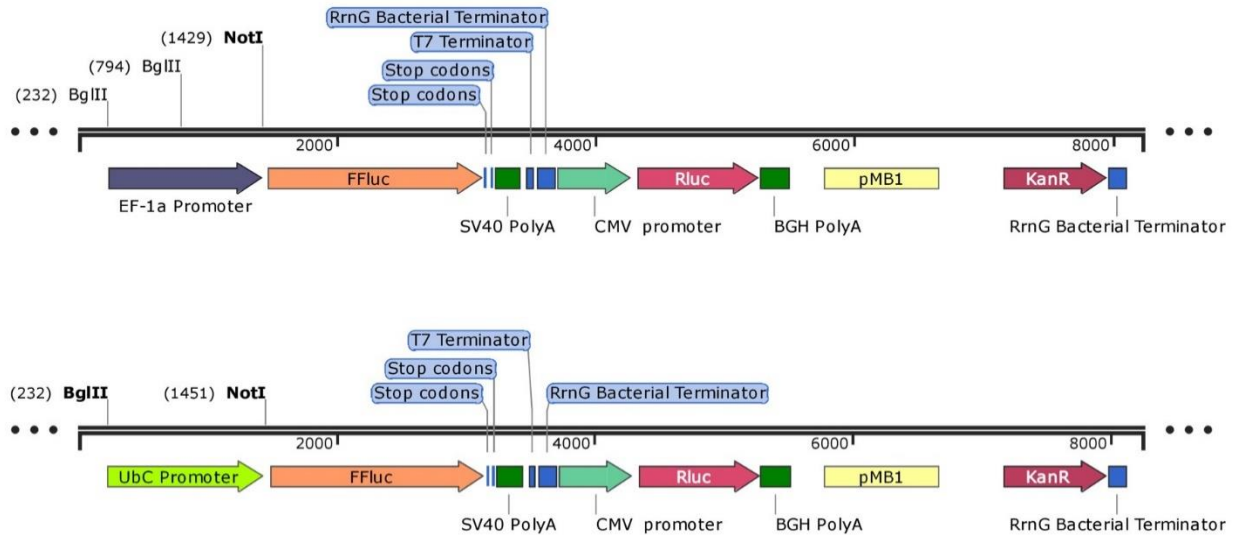 RrnG Bacterial Terminator
(1429) NotI
T7 Terminator
(794) BglII
Stop codons
(232) BglII
Stop codons
2000
4000
6000
8000
FFluc
Rluc
pMB1
KanR
EF-1a Promoter
SV40 PolyA
CMV promoter
BGH PolyA
RrnG Bacterial Terminator
T7 Terminator
Stop codons
(232) BglII
(1451) NotI
Stop codons
RrnG Bacterial Terminator
2000
4000
6000
8000
UbC Promoter
FFluc
Rluc
pMB1
KanR
SV40 PolyA
CMV promoter
BGH PolyA
RrnG Bacterial Terminator